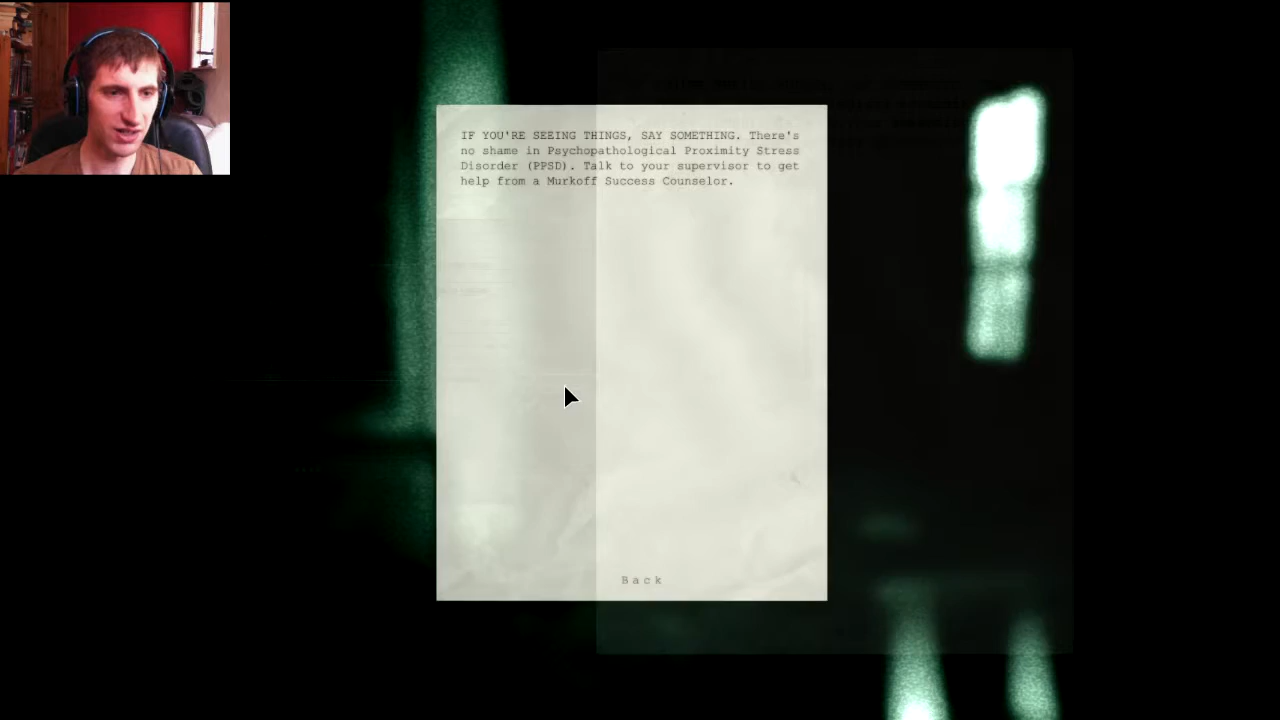 IF YOU'RE SEEING THINGS, SAY SOMETHING. There's
no shame in Psychopathological Proximity Stress
Disorder (PPSD). Talk to your supervisor to get
help from a Murkoff Success Counselor.
Back